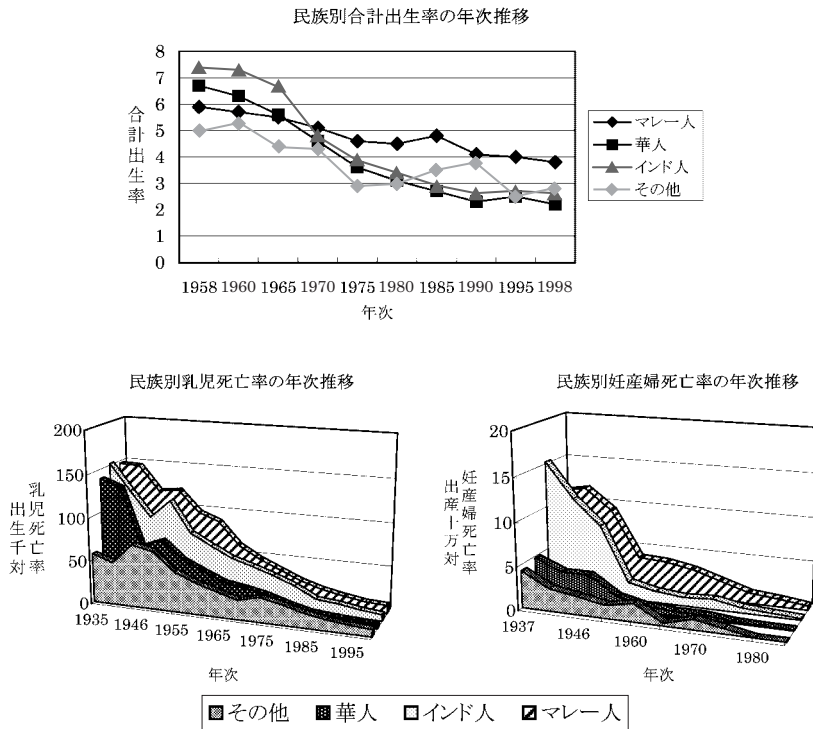 民族別合計出生率の年次推移
8
7
6
5
4
3
2
1
0
合計出生率
1958 1960 1965 1970 1975 1980 1985 1990 1995 1998
年次
マレー人
華人
インド人
その他
民族別乳児死亡率の年次推移
200
150
100
50
0
乳児死亡率
出生千対
1935 1946 1955 1965 1975 1985 1995
年次
民族別妊産婦死亡率の年次推移
20
15
10
5
0
妊産婦死亡率
出産十万対
1937 1946 1960 1970 1980
年次
その他 華人 インド人 マレー人